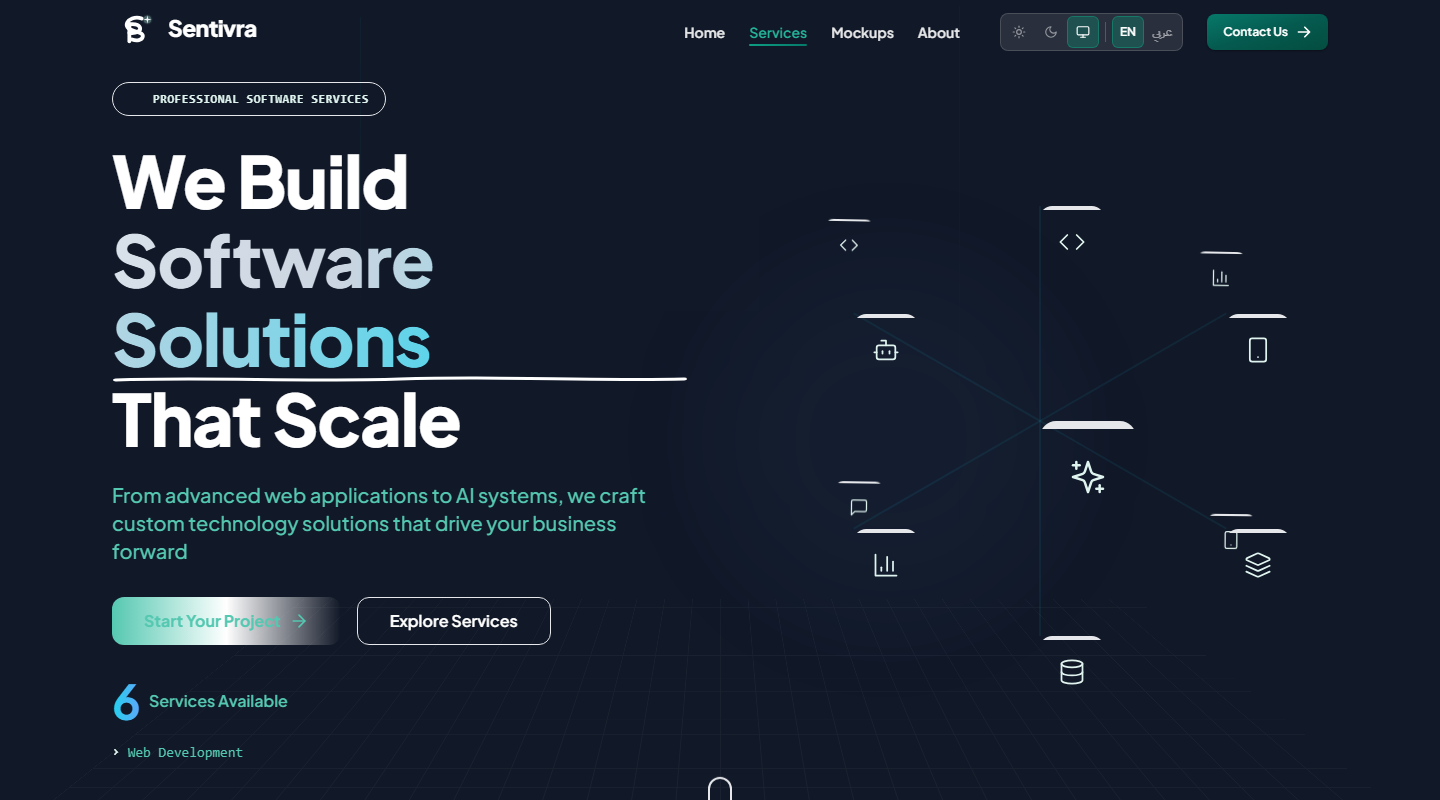 Sentivra
Home Services Mockups About
EN عربي
Contact Us
PROFESSIONAL SOFTWARE SERVICES
We Build
Software
Solutions
That Scale
From advanced web applications to AI systems, we craft
custom technology solutions that drive your business
forward
Start Your Project
Explore Services
6 Services Available
› Web Development